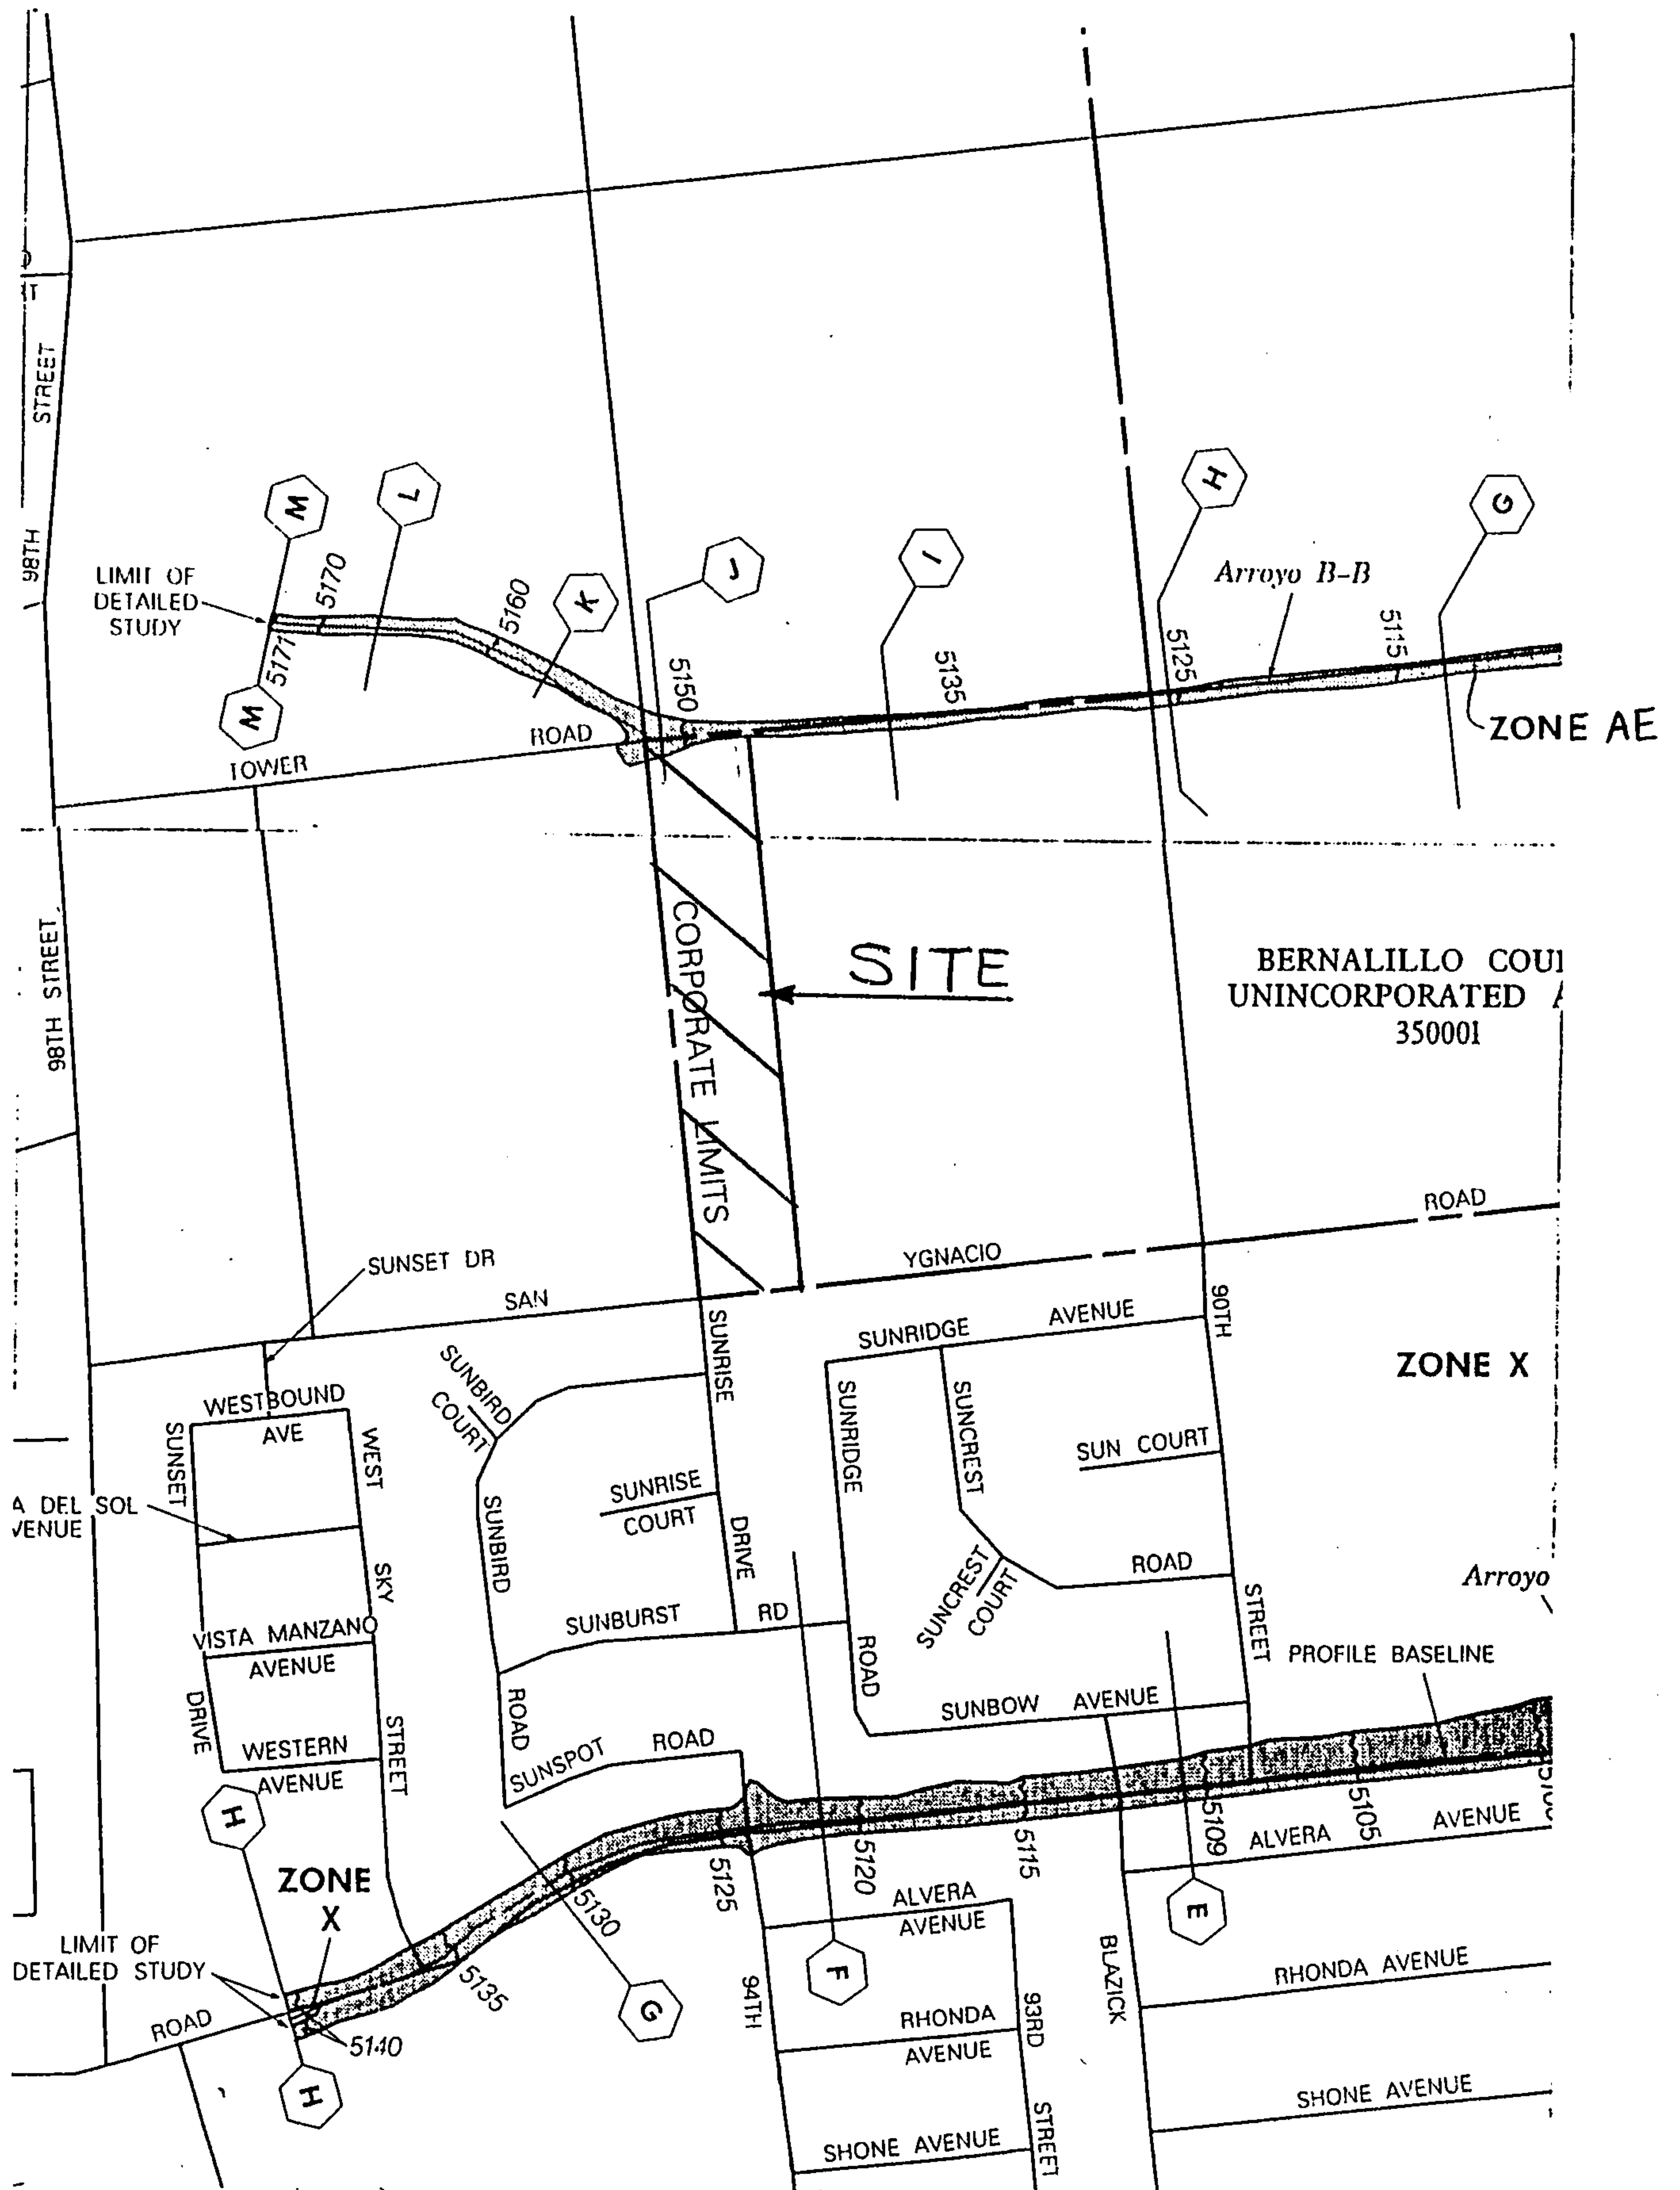 STREET
98TH
M
L
H
G
J
I
K
M
LIMIT OF
DETAILED
STUDY
5170
5160
5171
5150
5135
5125
5115
Arroyo B-B
ZONE AE
TOWER
ROAD
98TH STREET
CORPORATE LIMITS
SITE
BERNALILLO COU
UNINCORPORATED
350001
ROAD
YGNACIO
SAN
SUNSET DR
SUNRISE
DRIVE
SUNRIDGE
AVENUE
90TH
STREET
ZONE X
SUNBIRD
COURT
WESTBOUND
AVE
SUNSET
DRIVE
WEST
SKY
STREET
SUNRIDGE
ROAD
SUNCREST
SUN COURT
A DEL SOL
VENUE
SUNBIRD
ROAD
SUNRISE
COURT
SUNCREST
COURT
ROAD
Arroyo
SUNBURST
RD
VISTA MANZANO
AVENUE
PROFILE BASELINE
SUNBOW AVENUE
WESTERN
AVENUE
SUNSPOT ROAD
H
ZONE
X
5125
5120
5115
5109
5105
ALVERA AVENUE
5130
5135
5140
LIMIT OF
DETAILED STUDY
ROAD
G
F
E
H
94TH
ALVERA
AVENUE
RHONDA
AVENUE
93RD
STREET
BLAZICK
RHONDA AVENUE
SHONE AVENUE
SHONE AVENUE